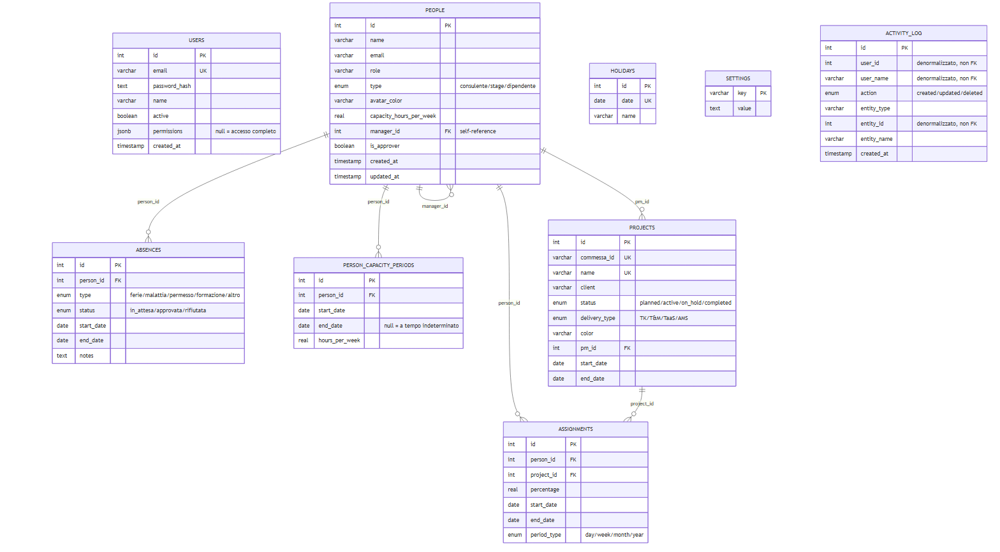 PEOPLE
int id PK
varchar name
varchar email
varchar role
enum type consulente/stage/dipendente
varchar avatar_color
real capacity_hours_per_week
int manager_id FK self-reference
boolean is_approver
timestamp created_at
timestamp updated_at
USERS
int id PK
varchar email UK
text password_hash
varchar name
boolean active
jsonb permissions null = accesso completo
timestamp created_at
HOLIDAYS
int id PK
date date UK
varchar name
SETTINGS
varchar key PK
text value
ACTIVITY_LOG
int id PK
int user_id denormalizzato, non FK
varchar user_name denormalizzato, non FK
enum action created/updated/deleted
varchar entity_type
int entity_id denormalizzato, non FK
varchar entity_name
timestamp created_at
person_id
person_id
manager_id
pm_id
ABSENCES
int id PK
int person_id FK
enum type ferie/malattia/permesso/formazione/altro
enum status in_attesa/approvata/rifiutata
date start_date
date end_date
text notes
PERSON_CAPACITY_PERIODS
int id PK
int person_id FK
date start_date
date end_date null = a tempo indeterminato
real hours_per_week
person_id
PROJECTS
int id PK
varchar commessa_id UK
varchar name UK
varchar client
enum status planned/active/on_hold/completed
enum delivery_type TK/T&M/TaaS/AMS
varchar color
int pm_id FK
date start_date
date end_date
project_id
ASSIGNMENTS
int id PK
int person_id FK
int project_id FK
real percentage
date start_date
date end_date
enum period_type day/week/month/year